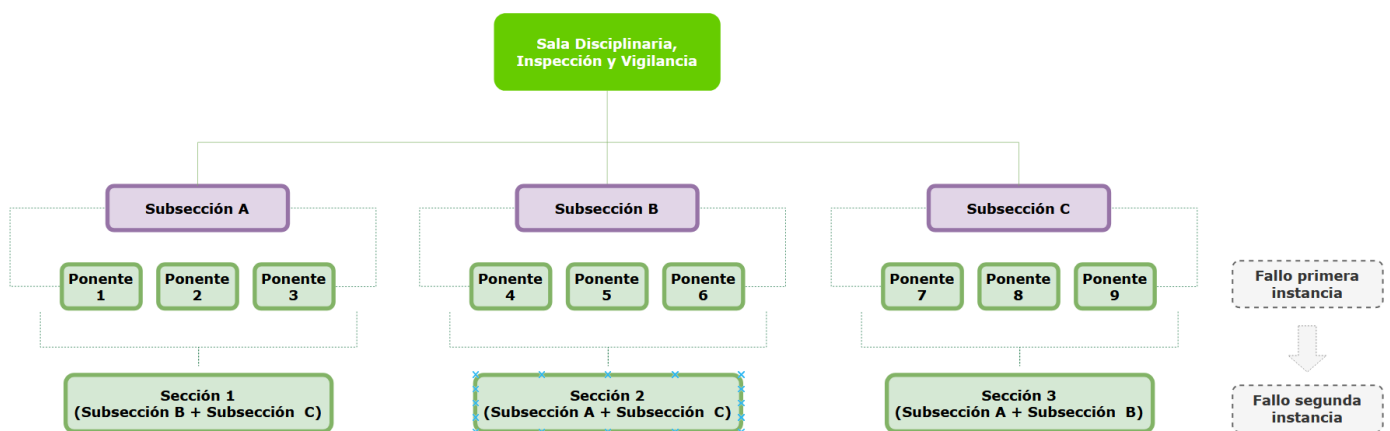 Sala Disciplinaria,
Inspección y Vigilancia
Subsección A
Subsección B
Subsección C
Ponente
1
Ponente
2
Ponente
3
Ponente
4
Ponente
5
Ponente
6
Ponente
7
Ponente
8
Ponente
9
Fallo primera
instancia
Sección 1
(Subsección B + Subsección C)
Sección 2
(Subsección A + Subsección C)
Sección 3
(Subsección A + Subsección B)
Fallo segunda
instancia